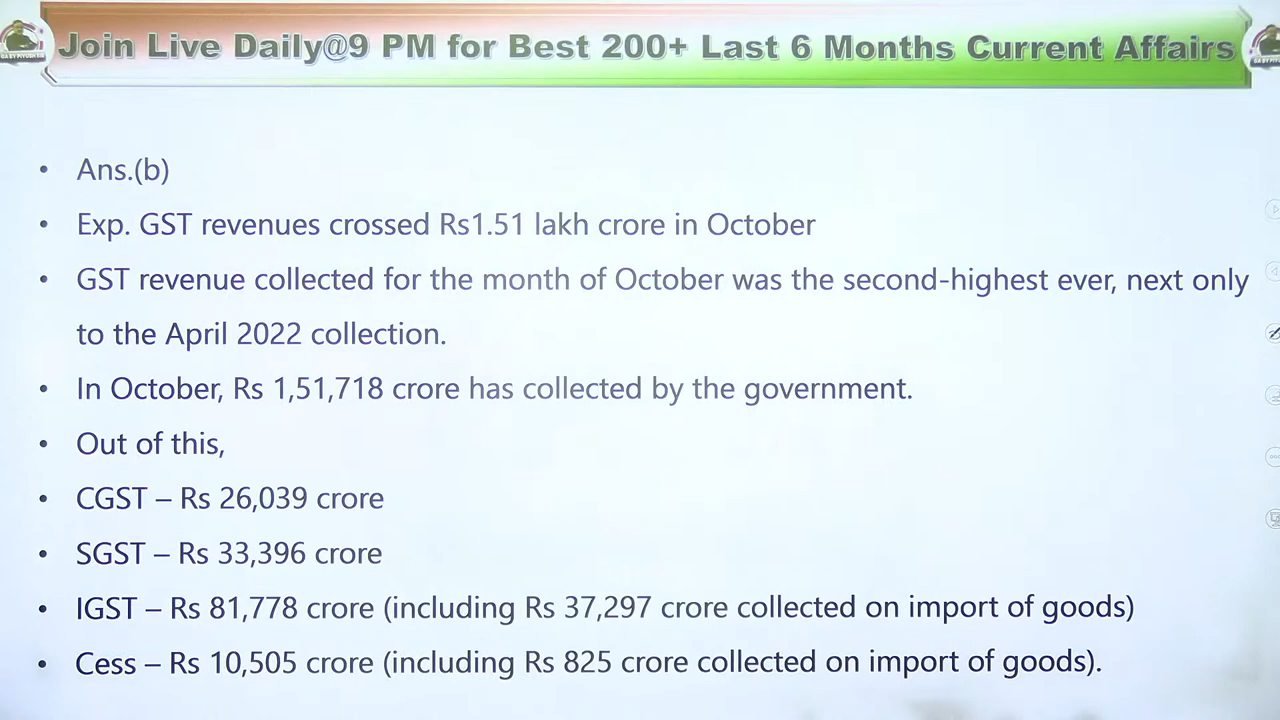 Join Live Daily@9 PM for Best 200+ Last 6 Months Current Affairs
• Ans.(b)
• Exp. GST revenues crossed Rs1.51 lakh crore in October
• GST revenue collected for the month of October was the second-highest ever, next only
to the April 2022 collection.
• In October, Rs 1,51,718 crore has collected by the government.
• Out of this,
• CGST – Rs 26,039 crore
• SGST – Rs 33,396 crore
• IGST – Rs 81,778 crore (including Rs 37,297 crore collected on import of goods)
• Cess – Rs 10,505 crore (including Rs 825 crore collected on import of goods).